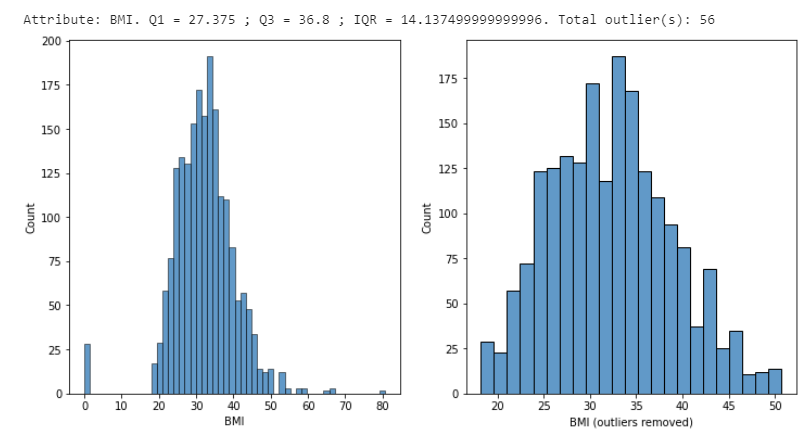 Attribute: BMI. Q1 = 27.375 ; Q3 = 36.8 ; IQR = 14.137499999999996. Total outlier(s): 56
200
175
150
125
100
75
50
25
0
Count
0 10 20 30 40 50 60 70 80
BMI
175
150
125
100
75
50
25
0
Count
20 25 30 35 40 45 50
BMI (outliers removed)